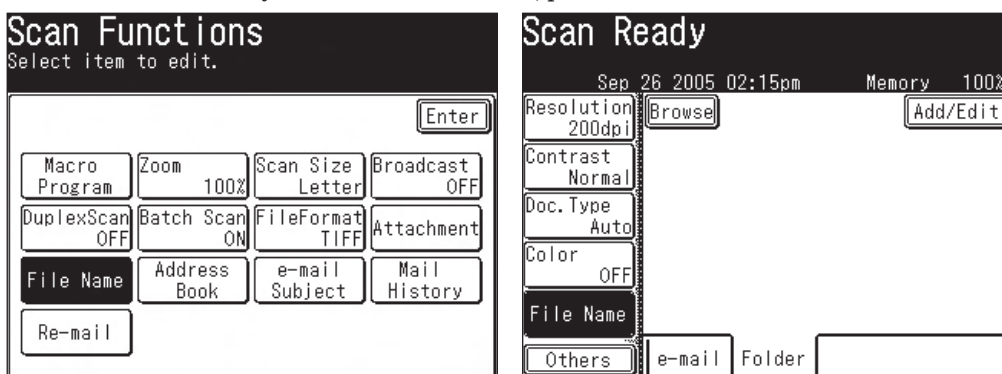 Scan Functions
Select item to edit.
Enter
Macro Program
Zoom 100%
Scan Size Letter
Broadcast OFF
DuplexScan OFF
Batch Scan ON
FileFormat TIFF
Attachment
File Name
Address Book
e-mail Subject
Mail History
Re-mail
Scan Ready
Sep 26 2005 02:15pm Memory 100%
Resolution 200dpi
Browse
Add/Edit
Contrast Normal
Doc.Type Auto
Color OFF
File Name
Others
e-mail
Folder